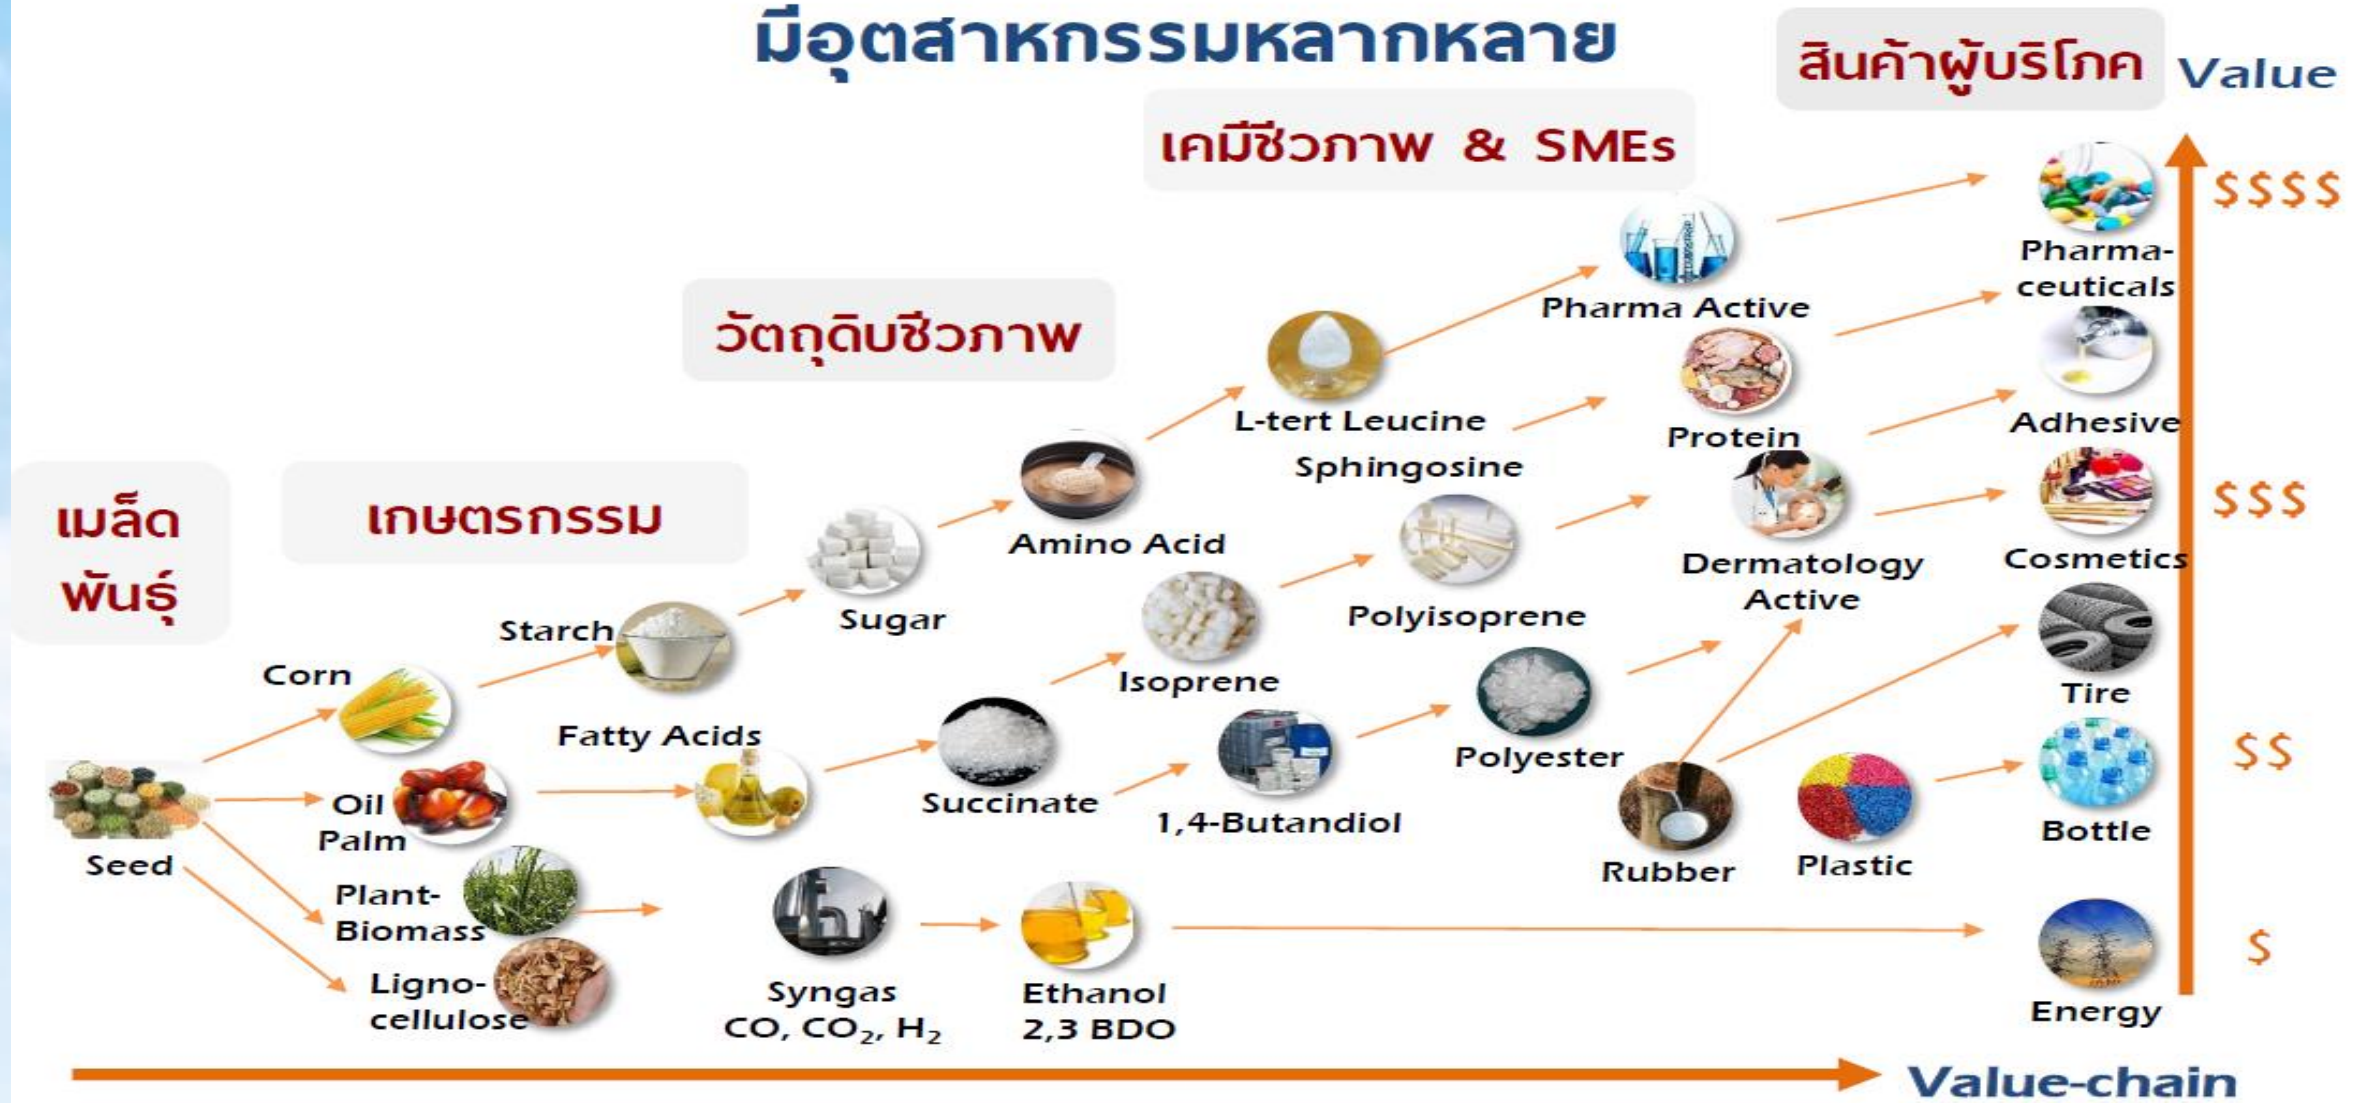 มีอุตสาหกรรมหลากหลาย
สินค้าผู้บริโภค
Value
เคมีชีวภาพ & SMEs
วัตถุดิบชีวภาพ
เกษตรกรรม
เมล็ด
พันธุ์
$$$$
$$$
$$
$
Pharma-
ceuticals
Pharma Active
Adhesive
L-tert Leucine
Sphingosine
Protein
Amino Acid
Cosmetics
Dermatology
Active
Sugar
Starch
Polyisoprene
Isoprene
Corn
Tire
Fatty Acids
Polyester
Succinate
1,4-Butandiol
Oil
Palm
Seed
Bottle
Rubber
Plastic
Plant-
Biomass
Ligno-
cellulose
Syngas
CO, CO₂, H₂
Ethanol
2,3 BDO
Energy
Value-chain